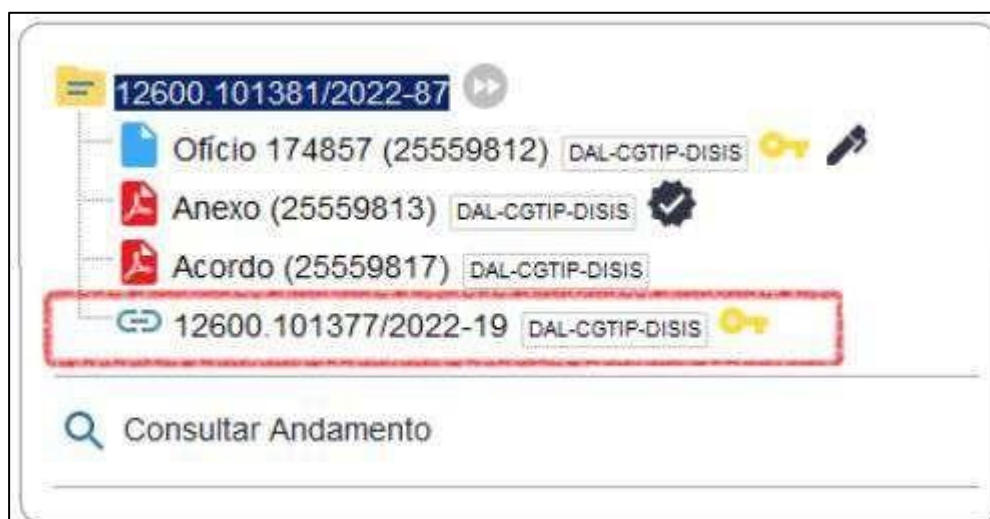 12600.101381/2022-87
Ofício 174857 (25559812) DAL-CGTIP-DISIS
Anexo (25559813) DAL-CGTIP-DISIS
Acordo (25559817) DAL-CGTIP-DISIS
12600.101377/2022-19 DAL-CGTIP-DISIS
Consultar Andamento